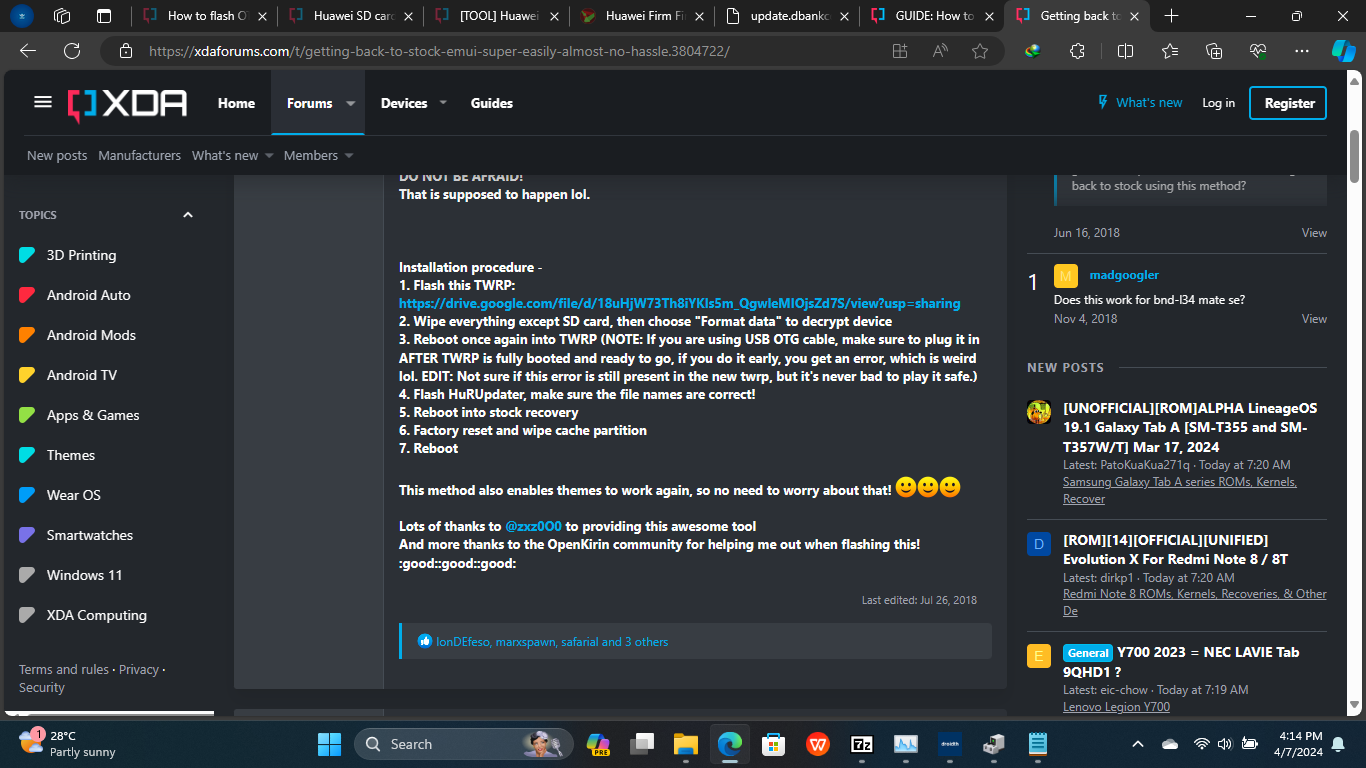 How to flash O
Huawei SD card
[TOOL] Huawei
Huawei Firm Fi
update.dbankc
GUIDE: How to
Getting back to
https://xdaforums.com/t/getting-back-to-stock-emui-super-easily-almost-no-hassle.3804722/
XDA
Home
Forums
Devices
Guides
What's new
Log in
Register
New posts
Manufacturers
What's new
Members
TOPICS
3D Printing
Android Auto
Android Mods
Android TV
Apps & Games
Themes
Wear OS
Smartwatches
Windows 11
XDA Computing
Terms and rules · Privacy ·
Security
DO NOT BE AFRAID!
That is supposed to happen lol.
Installation procedure -
1. Flash this TWRP:
https://drive.google.com/file/d/18uHjW73Th8iYKIs5m_QgwIeMIOjsZd7S/view?usp=sharing
2. Wipe everything except SD card, then choose "Format data" to decrypt device
3. Reboot once again into TWRP (NOTE: If you are using USB OTG cable, make sure to plug it in
AFTER TWRP is fully booted and ready to go, if you do it early, you get an error, which is weird
lol. EDIT: Not sure if this error is still present in the new twrp, but it's never bad to play it safe.)
4. Flash HuRUpdater, make sure the file names are correct!
5. Reboot into stock recovery
6. Factory reset and wipe cache partition
7. Reboot
This method also enables themes to work again, so no need to worry about that!
Lots of thanks to @zxz0O0 to providing this awesome tool
And more thanks to the OpenKirin community for helping me out when flashing this!
:good::good::good:
Last edited: Jul 26, 2018
IonDEfeso, marxspawn, safarial and 3 others
back to stock using this method?
Jun 16, 2018
View
1
M
madgoogler
Does this work for bnd-l34 mate se?
Nov 4, 2018
View
NEW POSTS
[UNOFFICIAL][ROM]ALPHA LineageOS
19.1 Galaxy Tab A [SM-T355 and SM-
T357W/T] Mar 17, 2024
Latest: PatoKuaKua271q · Today at 7:20 AM
Samsung Galaxy Tab A series ROMs, Kernels,
Recover
D
[ROM][14][OFFICIAL][UNIFIED]
Evolution X For Redmi Note 8 / 8T
Latest: dirkp1 · Today at 7:20 AM
Redmi Note 8 ROMs, Kernels, Recoveries, & Other
De
E
General Y700 2023 = NEC LAVIE Tab
9QHD1 ?
Latest: eic-chow · Today at 7:19 AM
Lenovo Legion Y700
1
28°C
Partly sunny
Search
PRE
W
7z
droidth
4:14 PM
4/7/2024